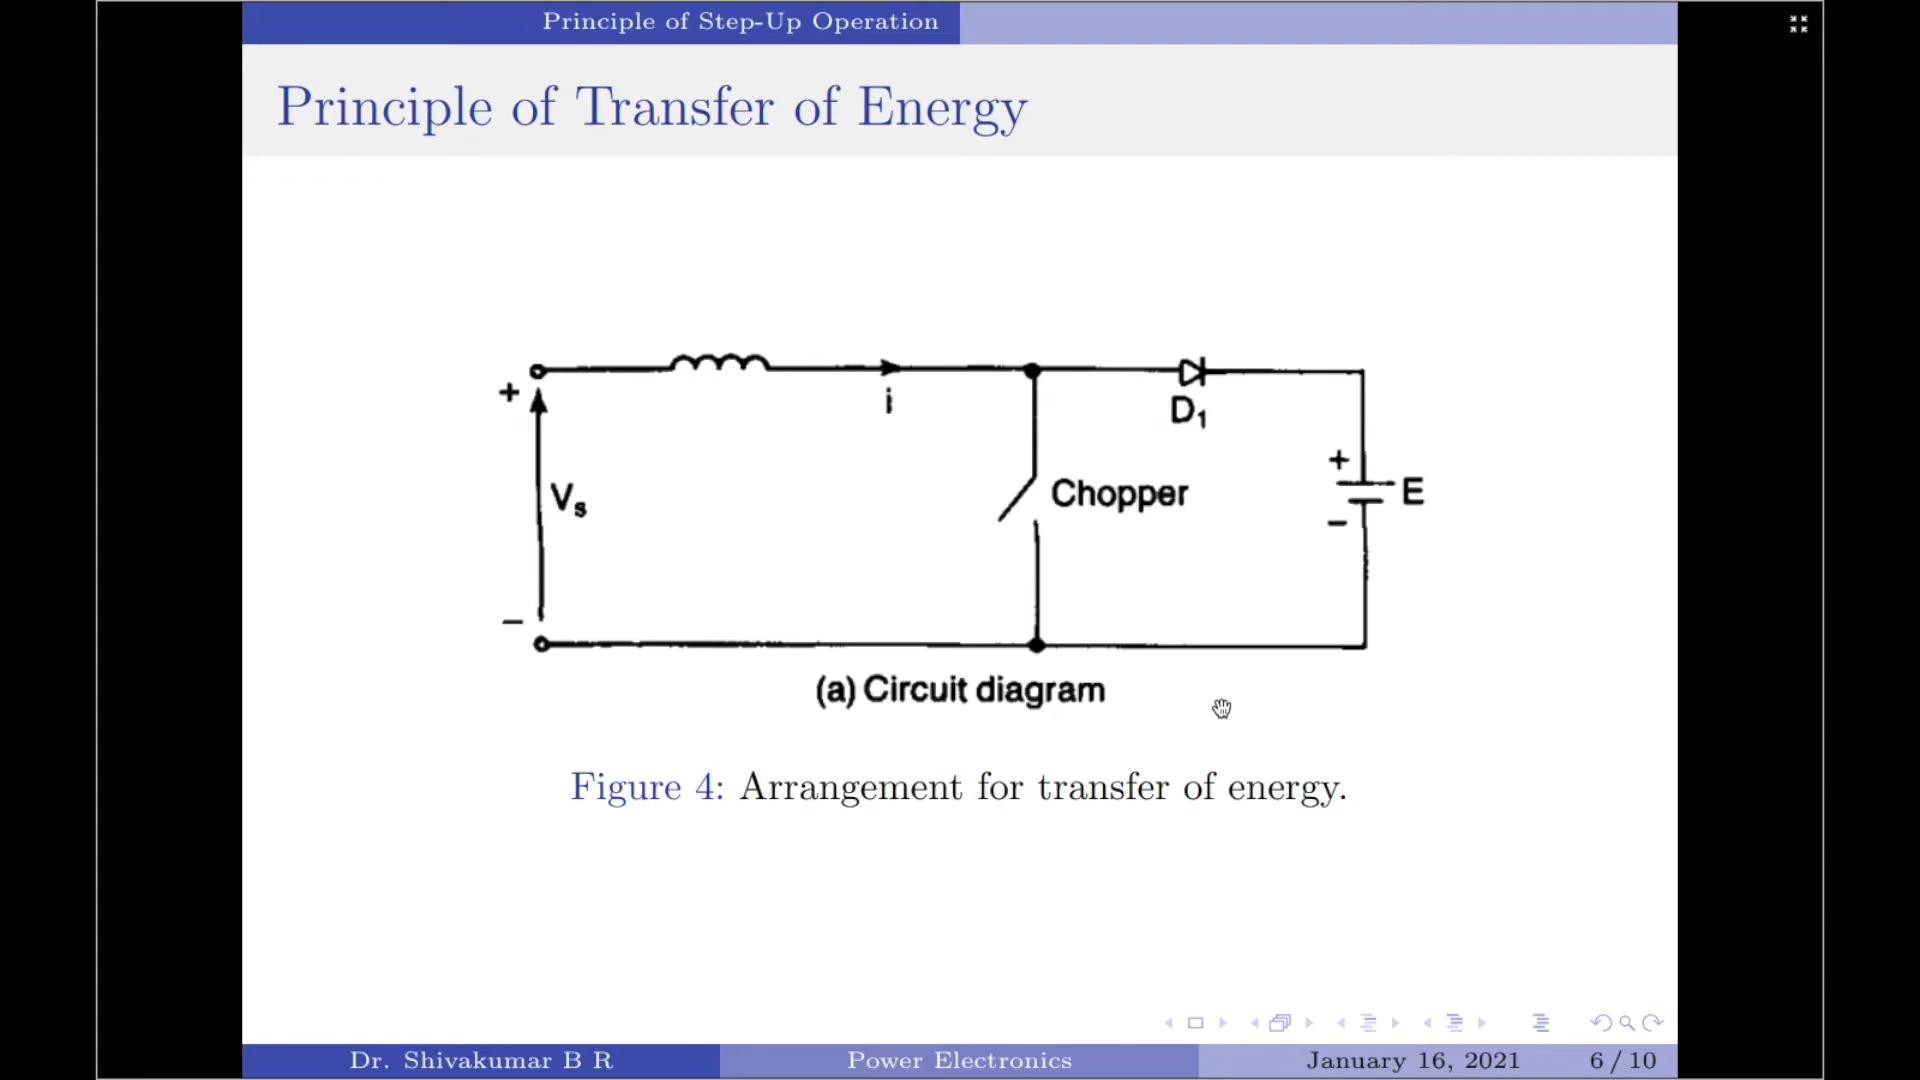 Principle of Step-Up Operation
Principle of Transfer of Energy
+
i
D₁
Vₛ
Chopper
+
E
−
−
(a) Circuit diagram
Figure 4: Arrangement for transfer of energy.
Dr. Shivakumar B R
Power Electronics
January 16, 2021
6 / 10